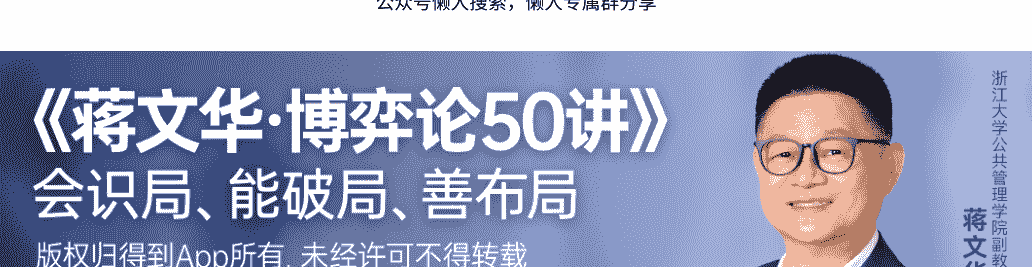 公众号懒人搜索，懒人专属群分享
《蒋文华·博弈论50讲》
会识局、能破局、善布局
版权归得到App所有，未经许可不得转载
浙江大学公共管理学院副教
蒋文华